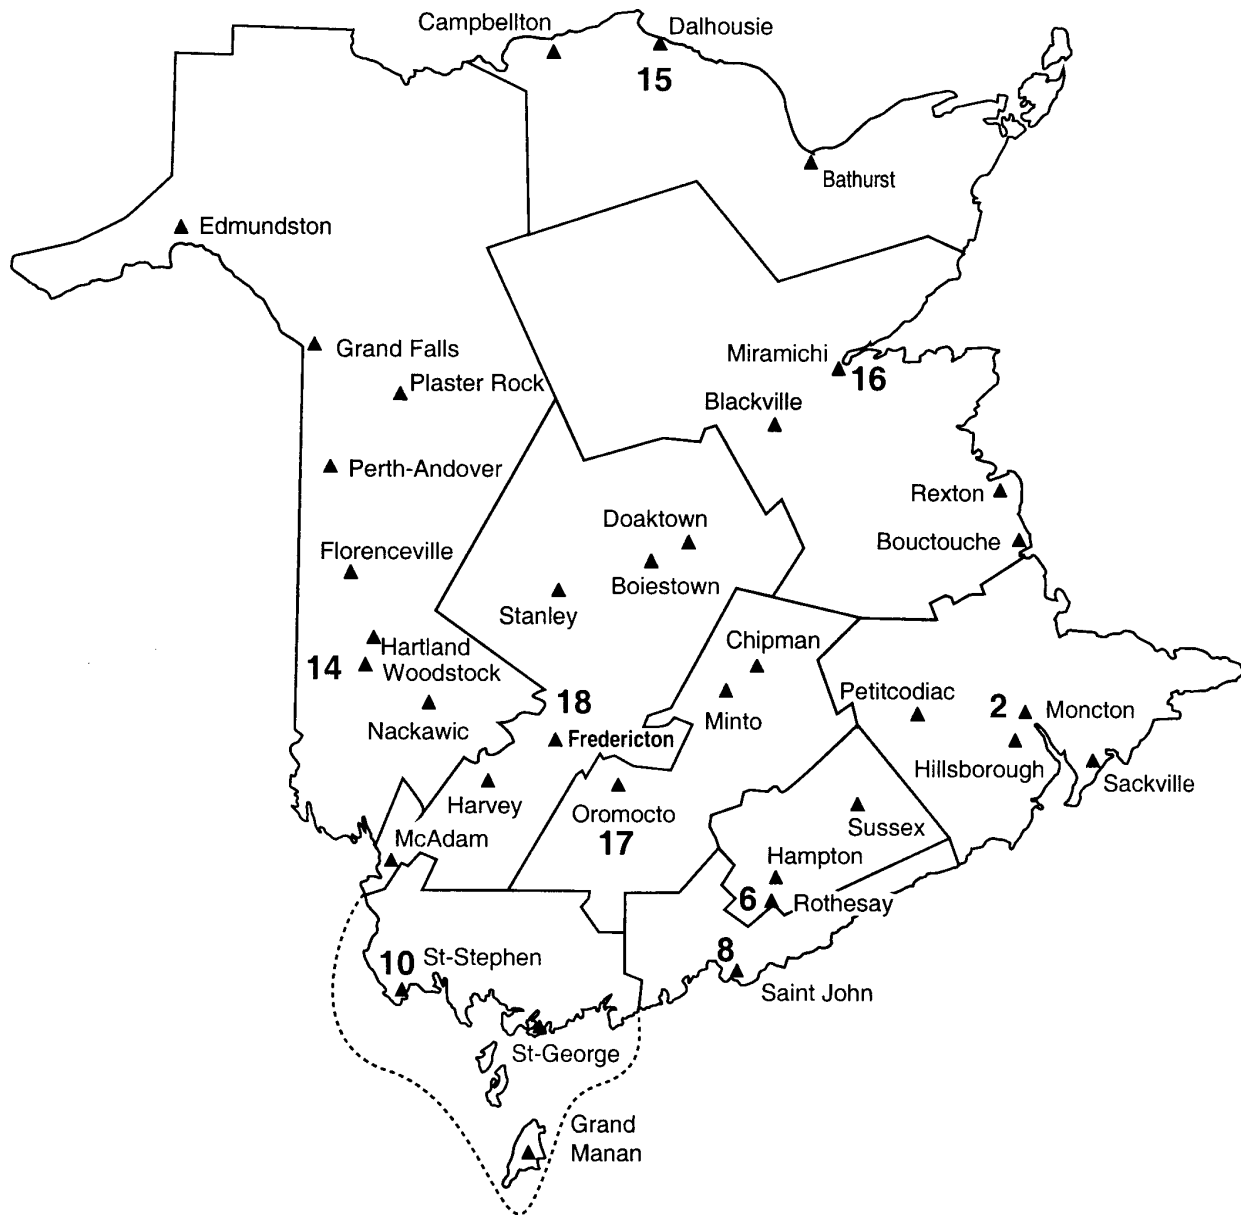 Campbellton
Dalhousie
15
Bathurst
Edmundston
Grand Falls
Plaster Rock
Miramichi
16
Blackville
Perth-Andover
Rexton
Doaktown
Bouctouche
Florenceville
Boiestown
Stanley
Chipman
Hartland
14
Woodstock
18
Petitcodiac
2
Moncton
Minto
Nackawic
Fredericton
Hillsborough
Sackville
Harvey
Oromocto
Sussex
McAdam
17
Hampton
6
Rothesay
10
St-Stephen
8
Saint John
St-George
Grand
Manan